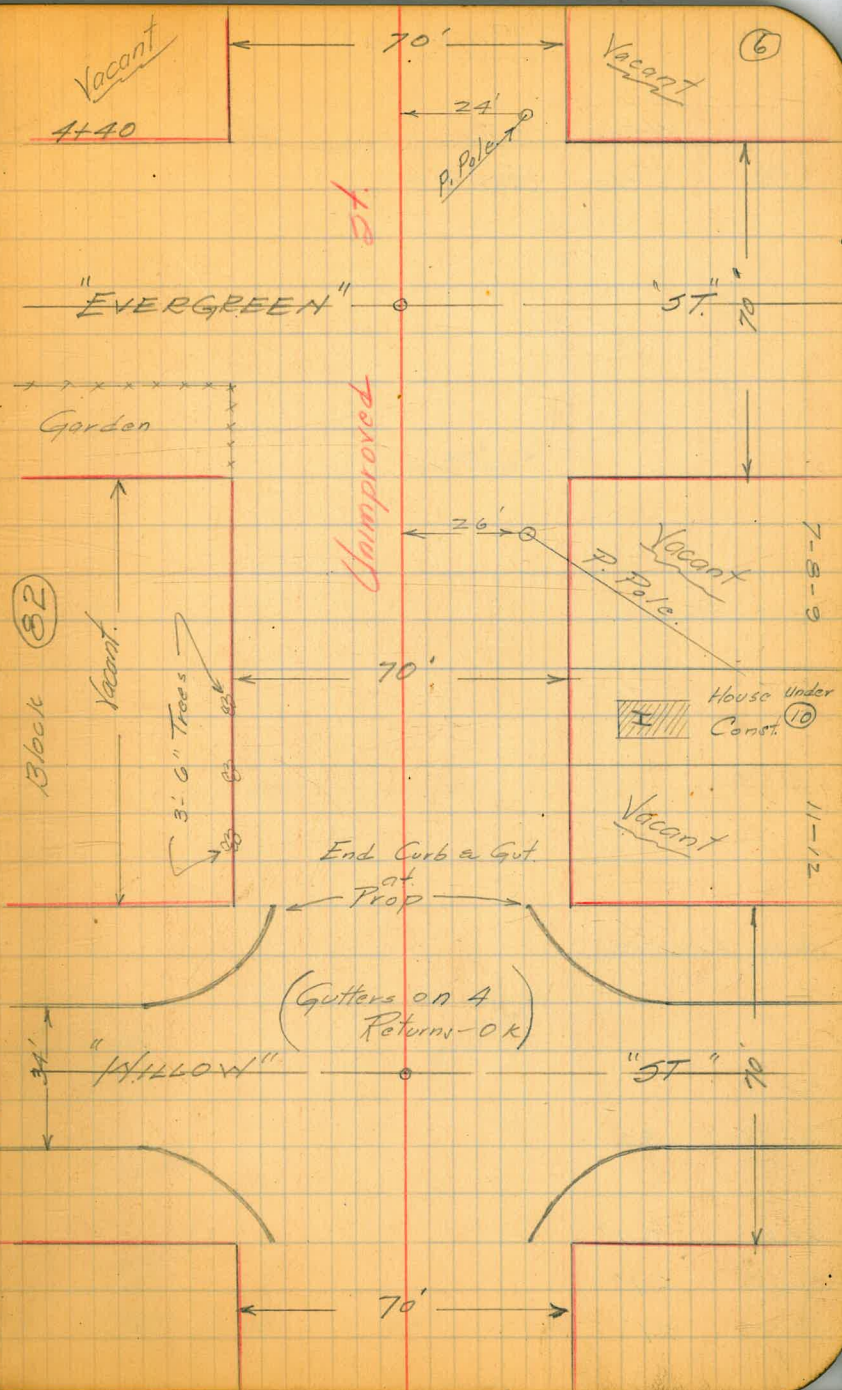 Vacant
70'
Vacant
6
4+40
24'
P. Pole
Unimproved St.
"EVERGREEN" "ST."
70'
Garden
26'
Vacant
P. Pole.
7-8-9
Block 82
Vacant.
3-6" Trees
70'
H
House Under
Const. 10
Vacant
11-12
End Curb & Gut.
at
Prop
(Gutters on 4
Returns-OK)
34'
"WILLOW" "ST"
70'
70'